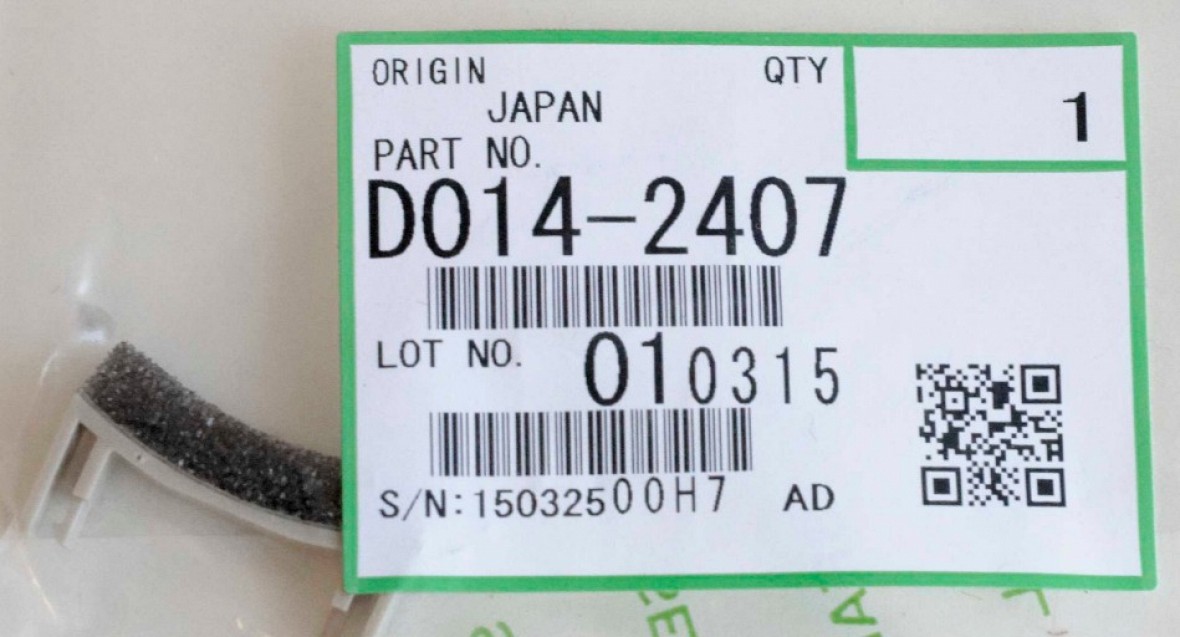 ORIGIN QTY
JAPAN 1
PART NO.
D014-2407
LOT NO. 010315
S/N:15032500H7 AD